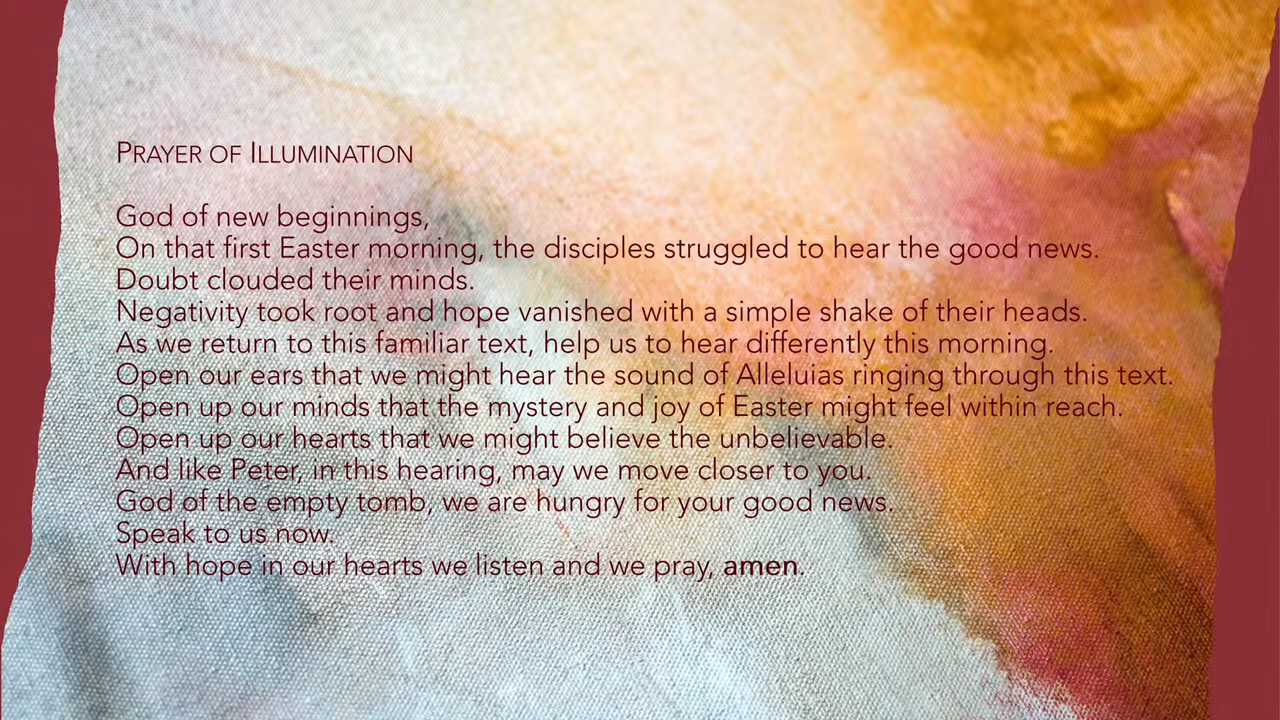 PRAYER OF ILLUMINATION
God of new beginnings,
On that first Easter morning, the disciples struggled to hear the good news.
Doubt clouded their minds.
Negativity took root and hope vanished with a simple shake of their heads.
As we return to this familiar text, help us to hear differently this morning.
Open our ears that we might hear the sound of Alleluias ringing through this text.
Open up our minds that the mystery and joy of Easter might feel within reach.
Open up our hearts that we might believe the unbelievable.
And like Peter, in this hearing, may we move closer to you.
God of the empty tomb, we are hungry for your good news.
Speak to us now.
With hope in our hearts we listen and we pray, amen.